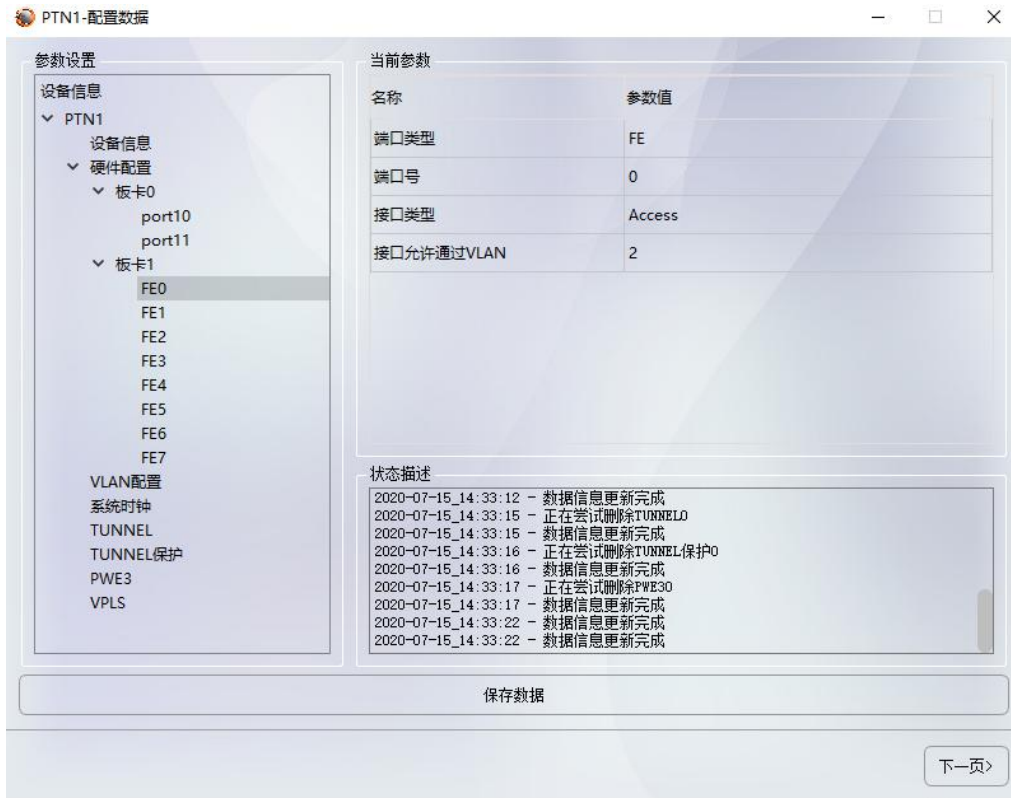 PTN1-配置数据
参数设置
设备信息
PTN1
设备信息
硬件配置
板卡0
port10
port11
板卡1
FE0
FE1
FE2
FE3
FE4
FE5
FE6
FE7
VLAN配置
系统时钟
TUNNEL
TUNNEL保护
PWE3
VPLS
当前参数
名称 参数值
端口类型 FE
端口号 0
接口类型 Access
接口允许通过VLAN 2
状态描述
2020-07-15_14:33:12 - 数据信息更新完成
2020-07-15_14:33:15 - 正在尝试删除TUNNEL0
2020-07-15_14:33:15 - 数据信息更新完成
2020-07-15_14:33:16 - 正在尝试删除TUNNEL保护0
2020-07-15_14:33:16 - 数据信息更新完成
2020-07-15_14:33:17 - 正在尝试删除PWE30
2020-07-15_14:33:17 - 数据信息更新完成
2020-07-15_14:33:22 - 数据信息更新完成
2020-07-15_14:33:22 - 数据信息更新完成
保存数据
下一页>